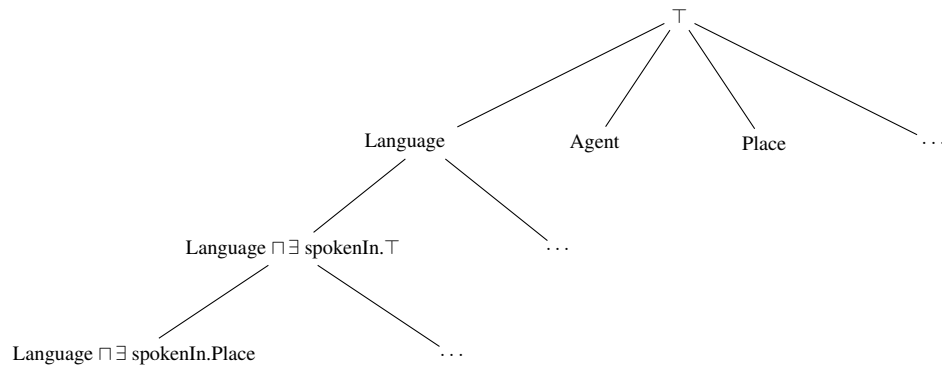 ⊤
Language Agent Place ...
Language ⊓ ∃ spokenIn.⊤ ...
Language ⊓ ∃ spokenIn.Place ...